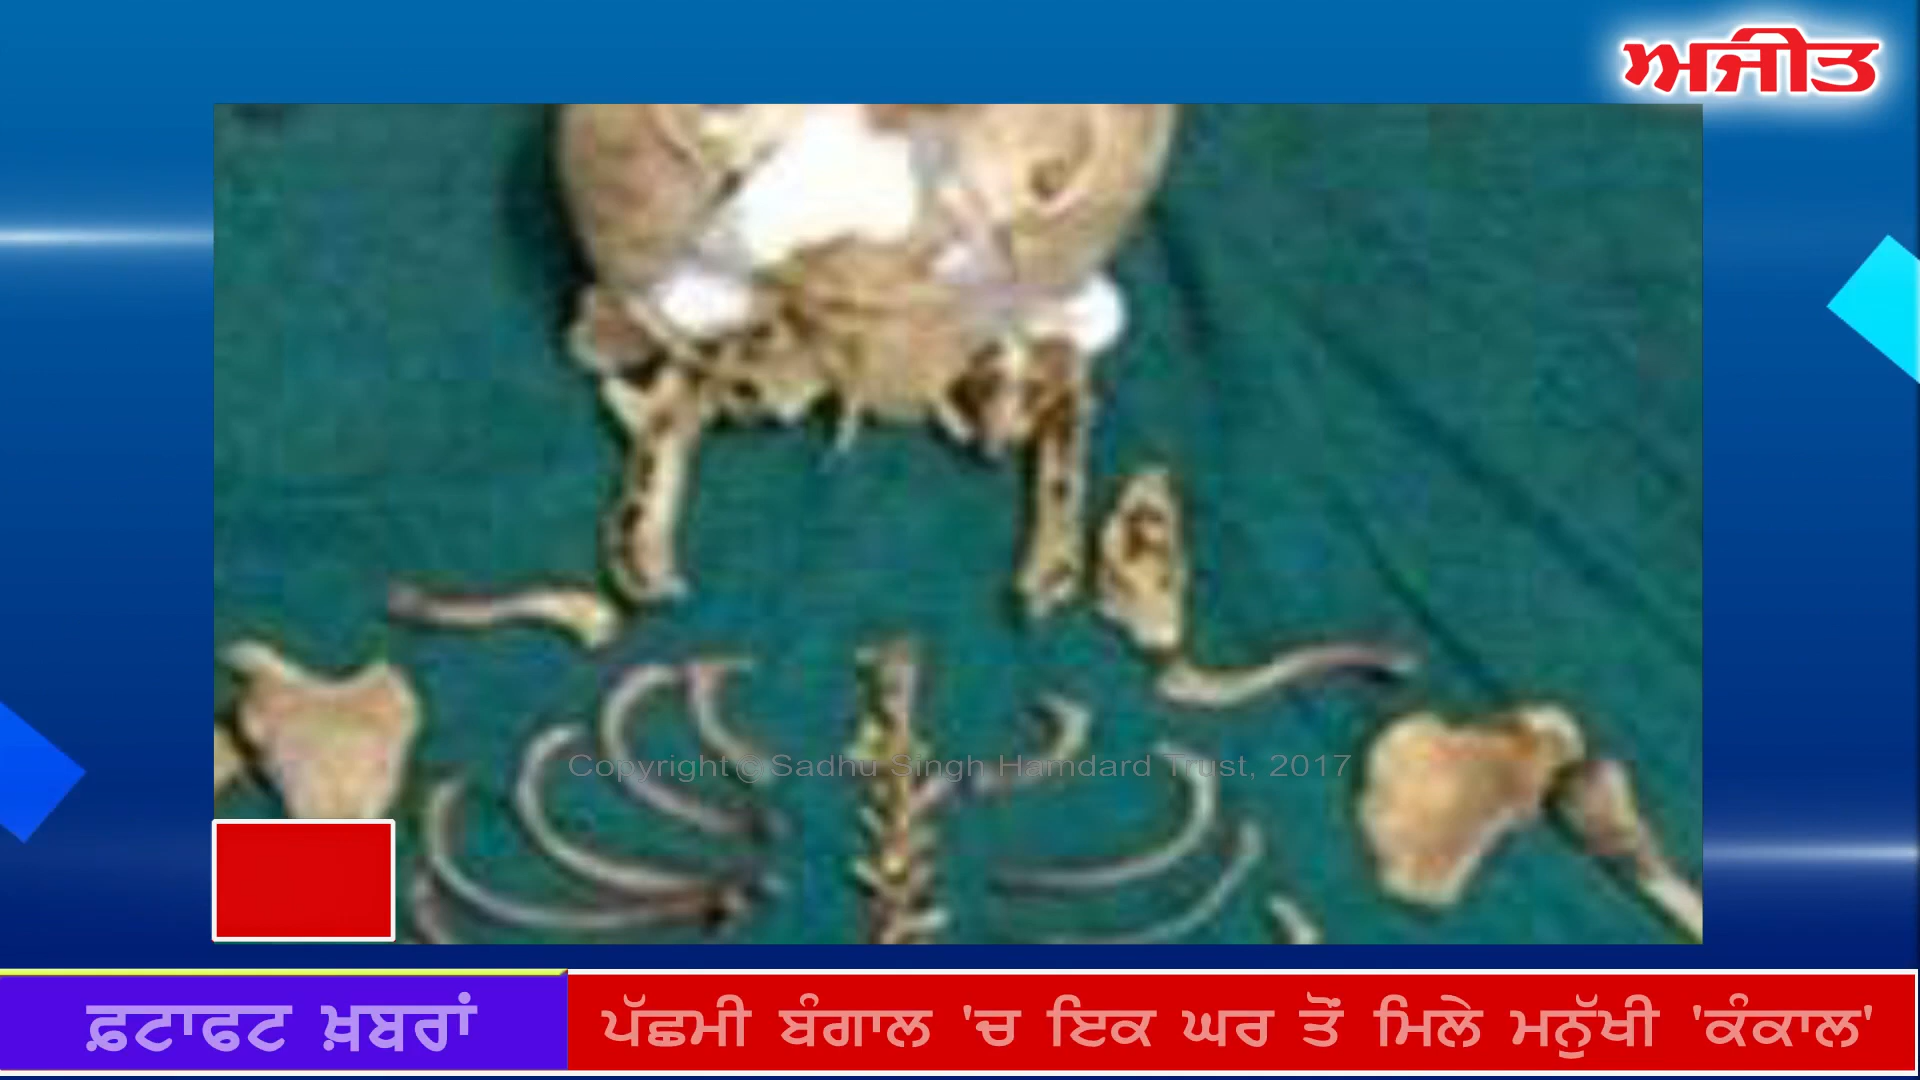 ਅਜੀਤ
Copyright © Sadhu Singh Hamdard Trust, 2017
ਫ਼ਟਾਫਟ ਖ਼ਬਰਾਂ
ਪੱਛਮੀ ਬੰਗਾਲ 'ਚ ਇਕ ਘਰ ਤੋਂ ਮਿਲੇ ਮਨੁੱਖੀ 'ਕੰਕਾਲ'